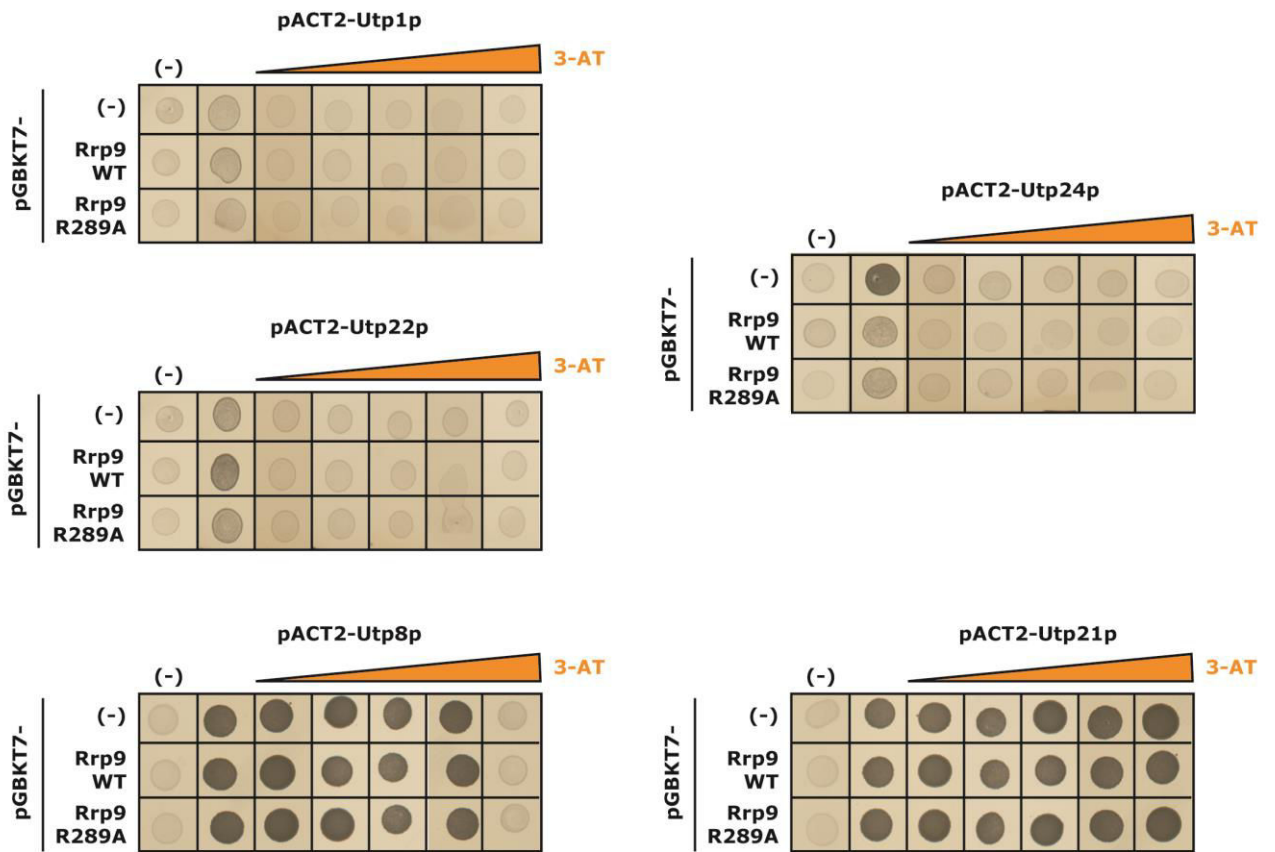 pACT2-Utp1p
(-)
3-AT
pGBKT7-
(-)
Rrp9
WT
Rrp9
R289A
pACT2-Utp24p
(-)
3-AT
pGBKT7-
(-)
Rrp9
WT
Rrp9
R289A
pACT2-Utp22p
(-)
3-AT
pGBKT7-
(-)
Rrp9
WT
Rrp9
R289A
pACT2-Utp8p
(-)
3-AT
pGBKT7-
(-)
Rrp9
WT
Rrp9
R289A
pACT2-Utp21p
(-)
3-AT
pGBKT7-
(-)
Rrp9
WT
Rrp9
R289A